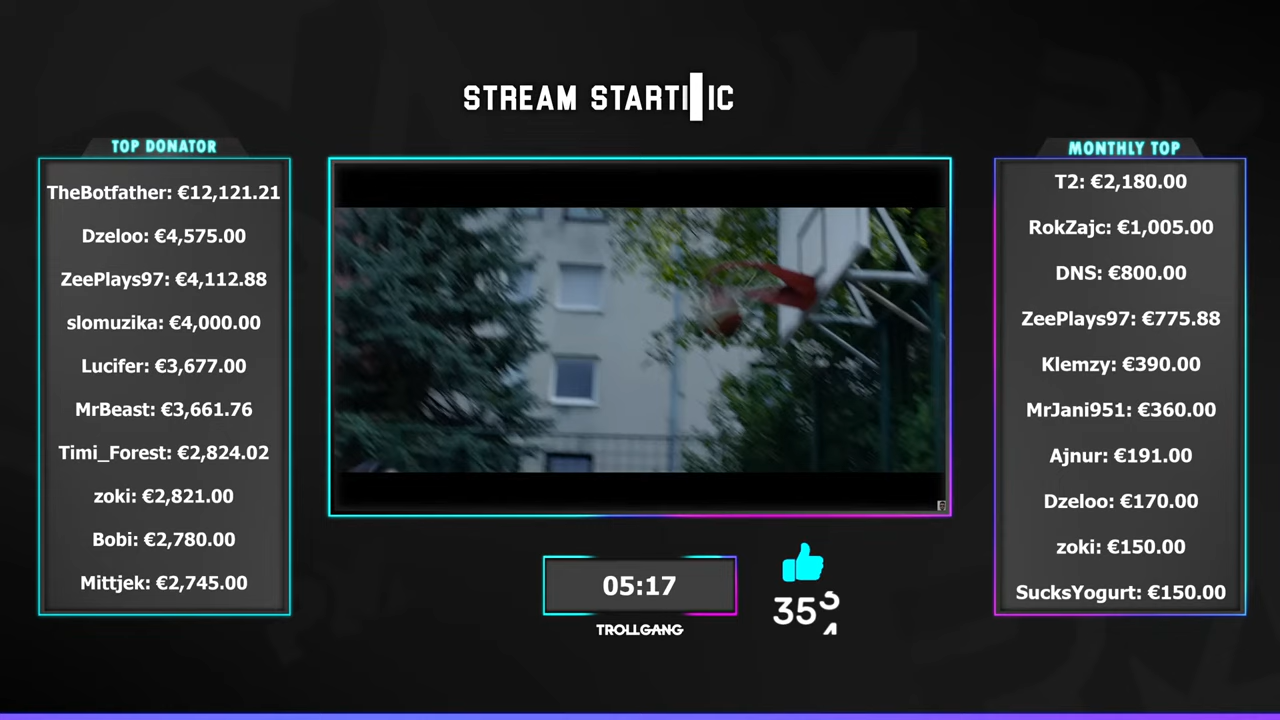 STREAM STARTI IC
TOP DONATOR
TheBotfather: €12,121.21
Dzeloo: €4,575.00
ZeePlays97: €4,112.88
slomuzika: €4,000.00
Lucifer: €3,677.00
MrBeast: €3,661.76
Timi_Forest: €2,824.02
zoki: €2,821.00
Bobi: €2,780.00
Mittjek: €2,745.00
05:17
TROLLGANG
35
MONTHLY TOP
T2: €2,180.00
RokZajc: €1,005.00
DNS: €800.00
ZeePlays97: €775.88
Klemzy: €390.00
MrJani951: €360.00
Ajnur: €191.00
Dzeloo: €170.00
zoki: €150.00
SucksYogurt: €150.00